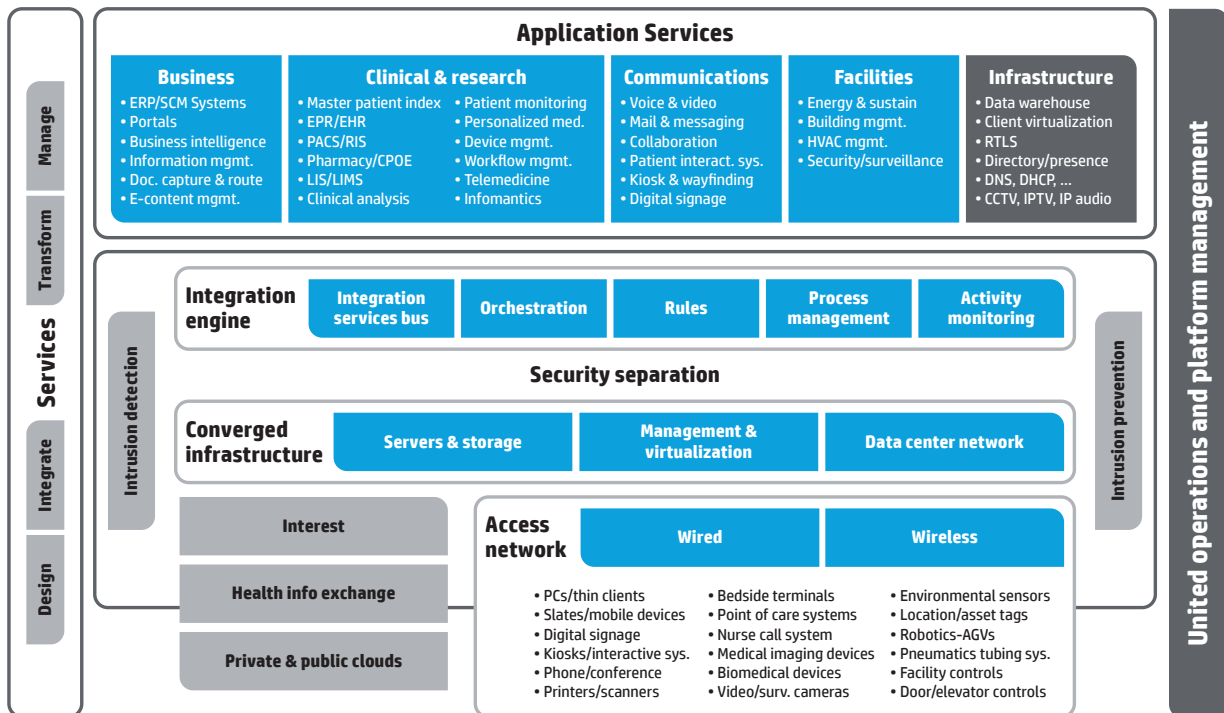 Application Services
Business
• ERP/SCM Systems
• Portals
• Business intelligence
• Information mgmt.
• Doc. capture & route
• E-content mgmt.
Clinical & research
• Master patient index
• EPR/EHR
• PACS/RIS
• Pharmacy/CPOE
• LIS/LIMS
• Clinical analysis
• Patient monitoring
• Personalized med.
• Device mgmt.
• Workflow mgmt.
• Telemedicine
• Infomantics
Communications
• Voice & video
• Mail & messaging
• Collaboration
• Patient interact. sys.
• Kiosk & wayfinding
• Digital signage
Facilities
• Energy & sustain
• Building mgmt.
• HVAC mgmt.
• Security/surveillance
Infrastructure
• Data warehouse
• Client virtualization
• RTLS
• Directory/presence
• DNS, DHCP, ...
• CCTV, IPTV, IP audio
Manage
Transform
Services
Integrate
Design
Intrusion detection
Integration
engine
Integration
services bus
Orchestration
Rules
Process
management
Activity
monitoring
Security separation
Converged
infrastructure
Servers & storage
Management &
virtualization
Data center network
Intrusion prevention
Interest
Health info exchange
Private & public clouds
Access
network
Wired
Wireless
• PCs/thin clients
• Slates/mobile devices
• Digital signage
• Kiosks/interactive sys.
• Phone/conference
• Printers/scanners
• Bedside terminals
• Point of care systems
• Nurse call system
• Medical imaging devices
• Biomedical devices
• Video/surv. cameras
• Environmental sensors
• Location/asset tags
• Robotics-AGVs
• Pneumatics tubing sys.
• Facility controls
• Door/elevator controls
United operations and platform management